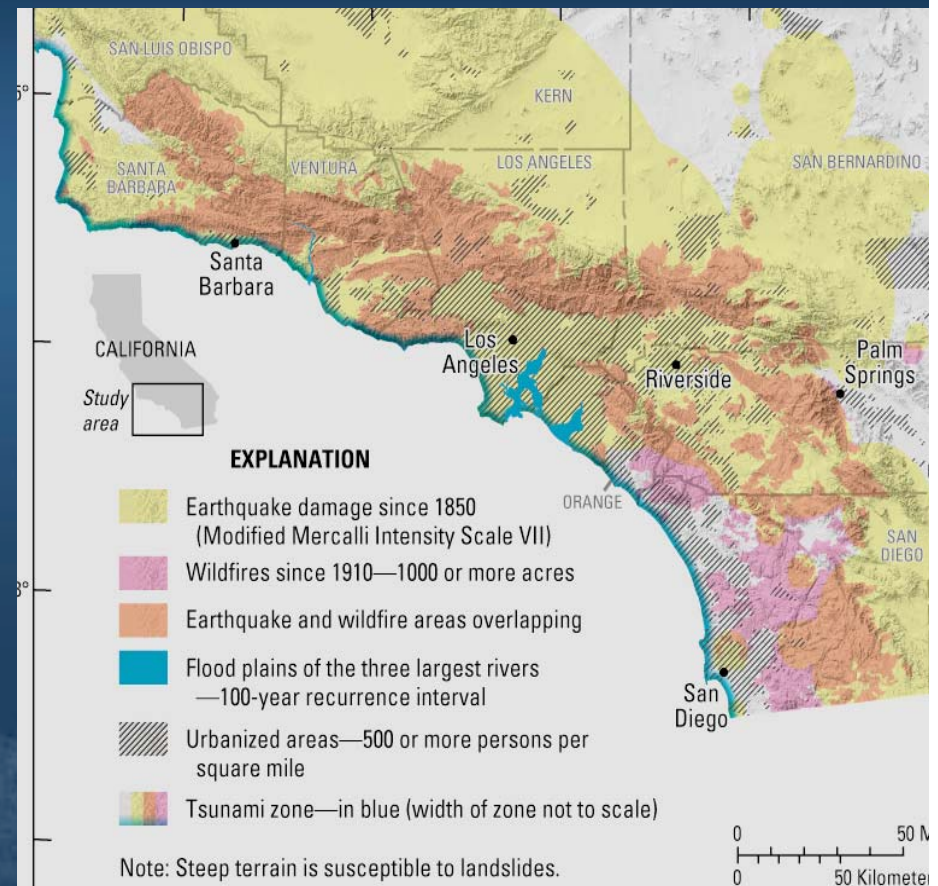 SAN LUIS OBISPO
KERN
SANTA
BARBARA
VENTURA
LOS ANGELES
SAN BERNARDINO
Santa
Barbara
CALIFORNIA
Study
area
Los
Angeles
Riverside
Palm
Springs
EXPLANATION
Earthquake damage since 1850
(Modified Mercalli Intensity Scale VII)
ORANGE
SAN
DIEGO
Wildfires since 1910—1000 or more acres
Earthquake and wildfire areas overlapping
Flood plains of the three largest rivers
—100-year recurrence interval
San
Diego
Urbanized areas—500 or more persons per
square mile
Tsunami zone—in blue (width of zone not to scale)
Note: Steep terrain is susceptible to landslides.
0 50
0 50